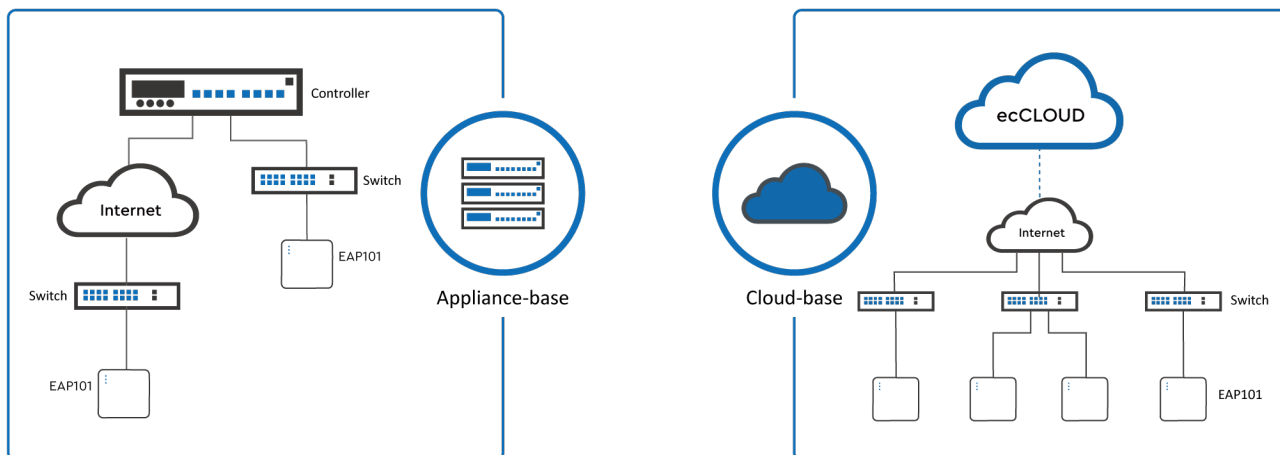 Controller
Switch
Internet
EAP101
Switch
EAP101
Appliance-base
ecCLOUD
Internet
Cloud-base
Switch
EAP101